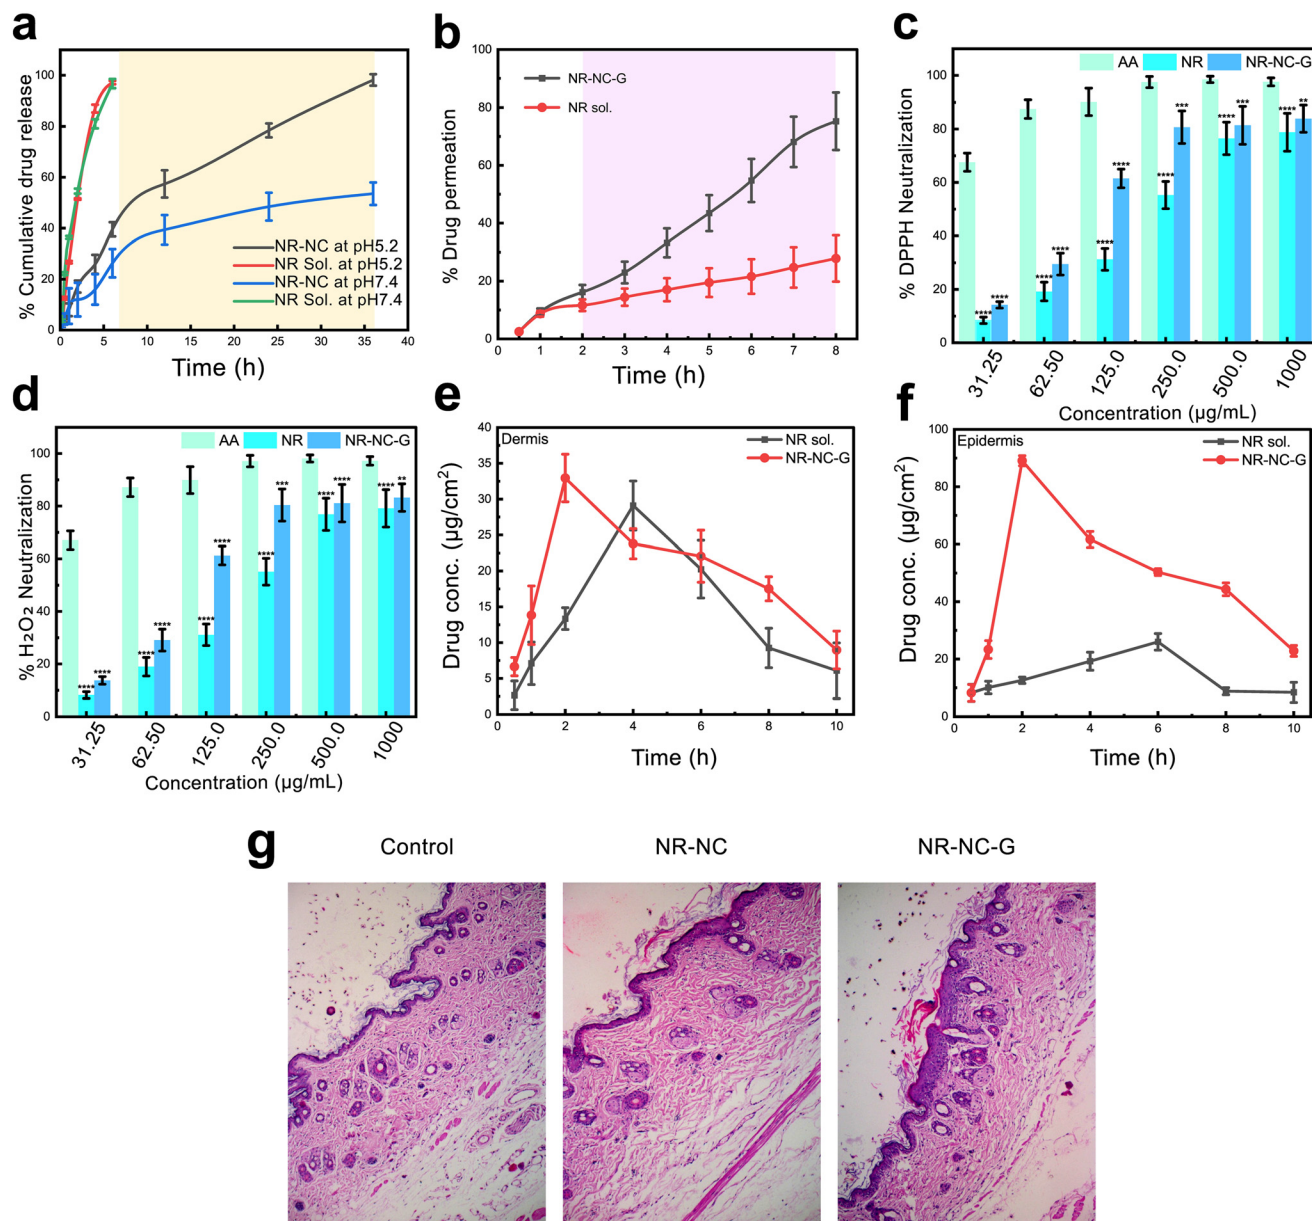 a
% Cumulative drug release
100
80
60
40
20
0
NR-NC at pH5.2
NR Sol. at pH5.2
NR-NC at pH7.4
NR Sol. at pH7.4
0 5 10 15 20 25 30 35 40
Time (h)
b
% Drug permeation
100
80
60
40
20
0
NR-NC-G
NR sol.
0 1 2 3 4 5 6 7 8
Time (h)
c
% DPPH Neutralization
100
80
60
40
20
0
AA NR NR-NC-G
**** **** **** **** **** **** **** *** **** *** **** **
31.25 62.50 125.0 250.0 500.0 1000
Concentration (µg/mL)
d
% H₂O₂ Neutralization
100
80
60
40
20
0
AA NR NR-NC-G
**** **** **** **** **** **** **** *** **** **** **** **
31.25 62.50 125.0 250.0 500.0 1000
Concentration (µg/mL)
e
Drug conc. (µg/cm²)
40
35
30
25
20
15
10
5
0
Dermis
NR sol.
NR-NC-G
0 2 4 6 8 10
Time (h)
f
Drug conc. (µg/cm²)
100
80
60
40
20
0
Epidermis
NR sol.
NR-NC-G
0 2 4 6 8 10
Time (h)
g
Control NR-NC NR-NC-G